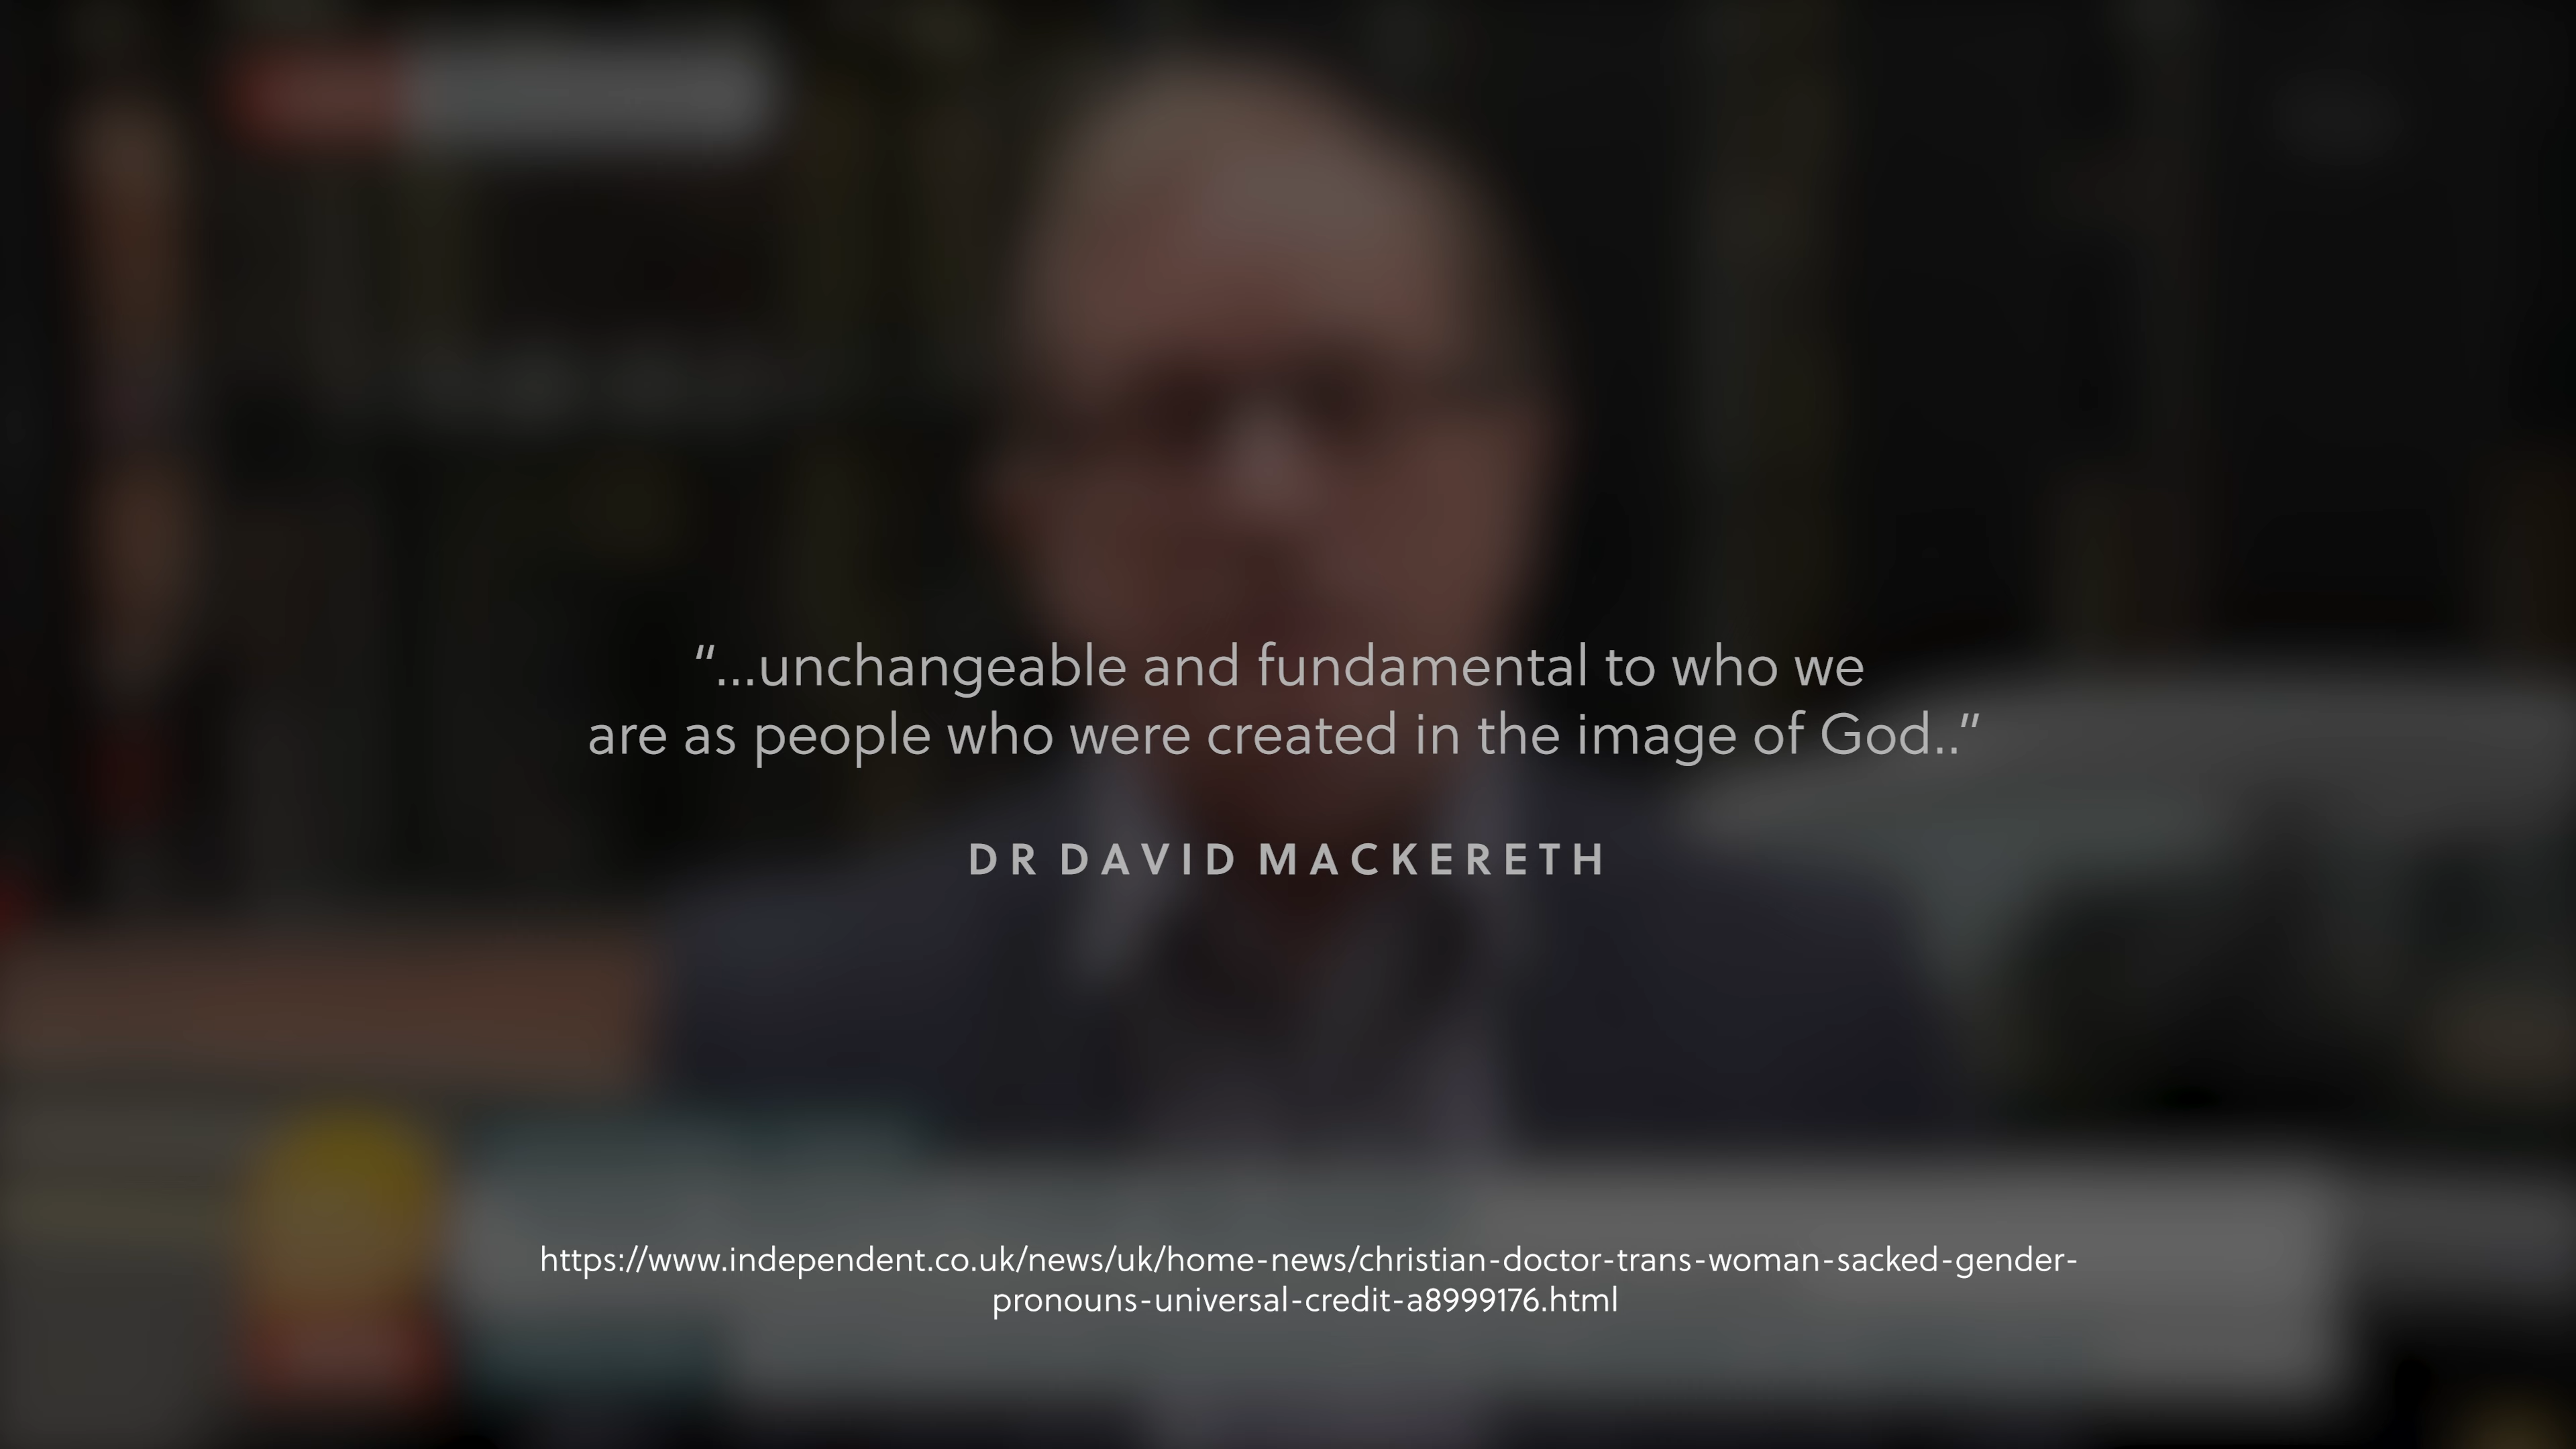 “...unchangeable and fundamental to who we
are as people who were created in the image of God..”
DR DAVID MACKERETH
https://www.independent.co.uk/news/uk/home-news/christian-doctor-trans-woman-sacked-gender-
pronouns-universal-credit-a8999176.html